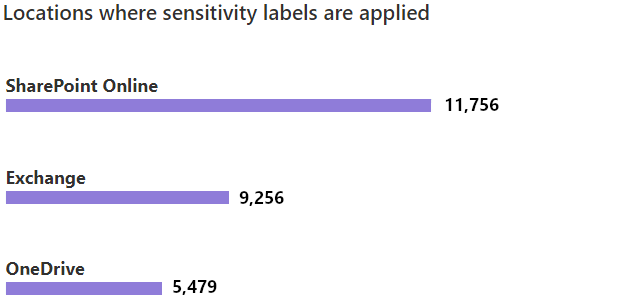 Locations where sensitivity labels are applied
SharePoint Online
11,756
Exchange
9,256
OneDrive
5,479